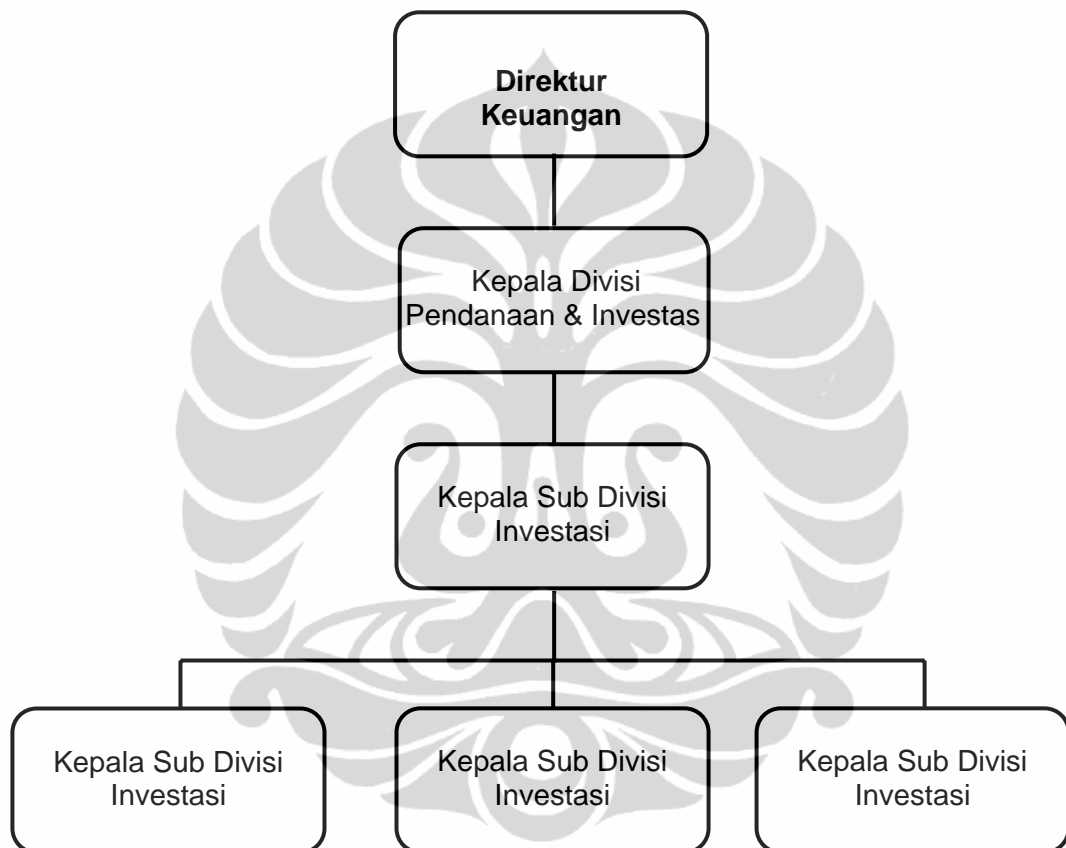 Direktur
Keuangan
Kepala Divisi
Pendanaan & Investas
Kepala Sub Divisi
Investasi
Kepala Sub Divisi
Investasi
Kepala Sub Divisi
Investasi
Kepala Sub Divisi
Investasi